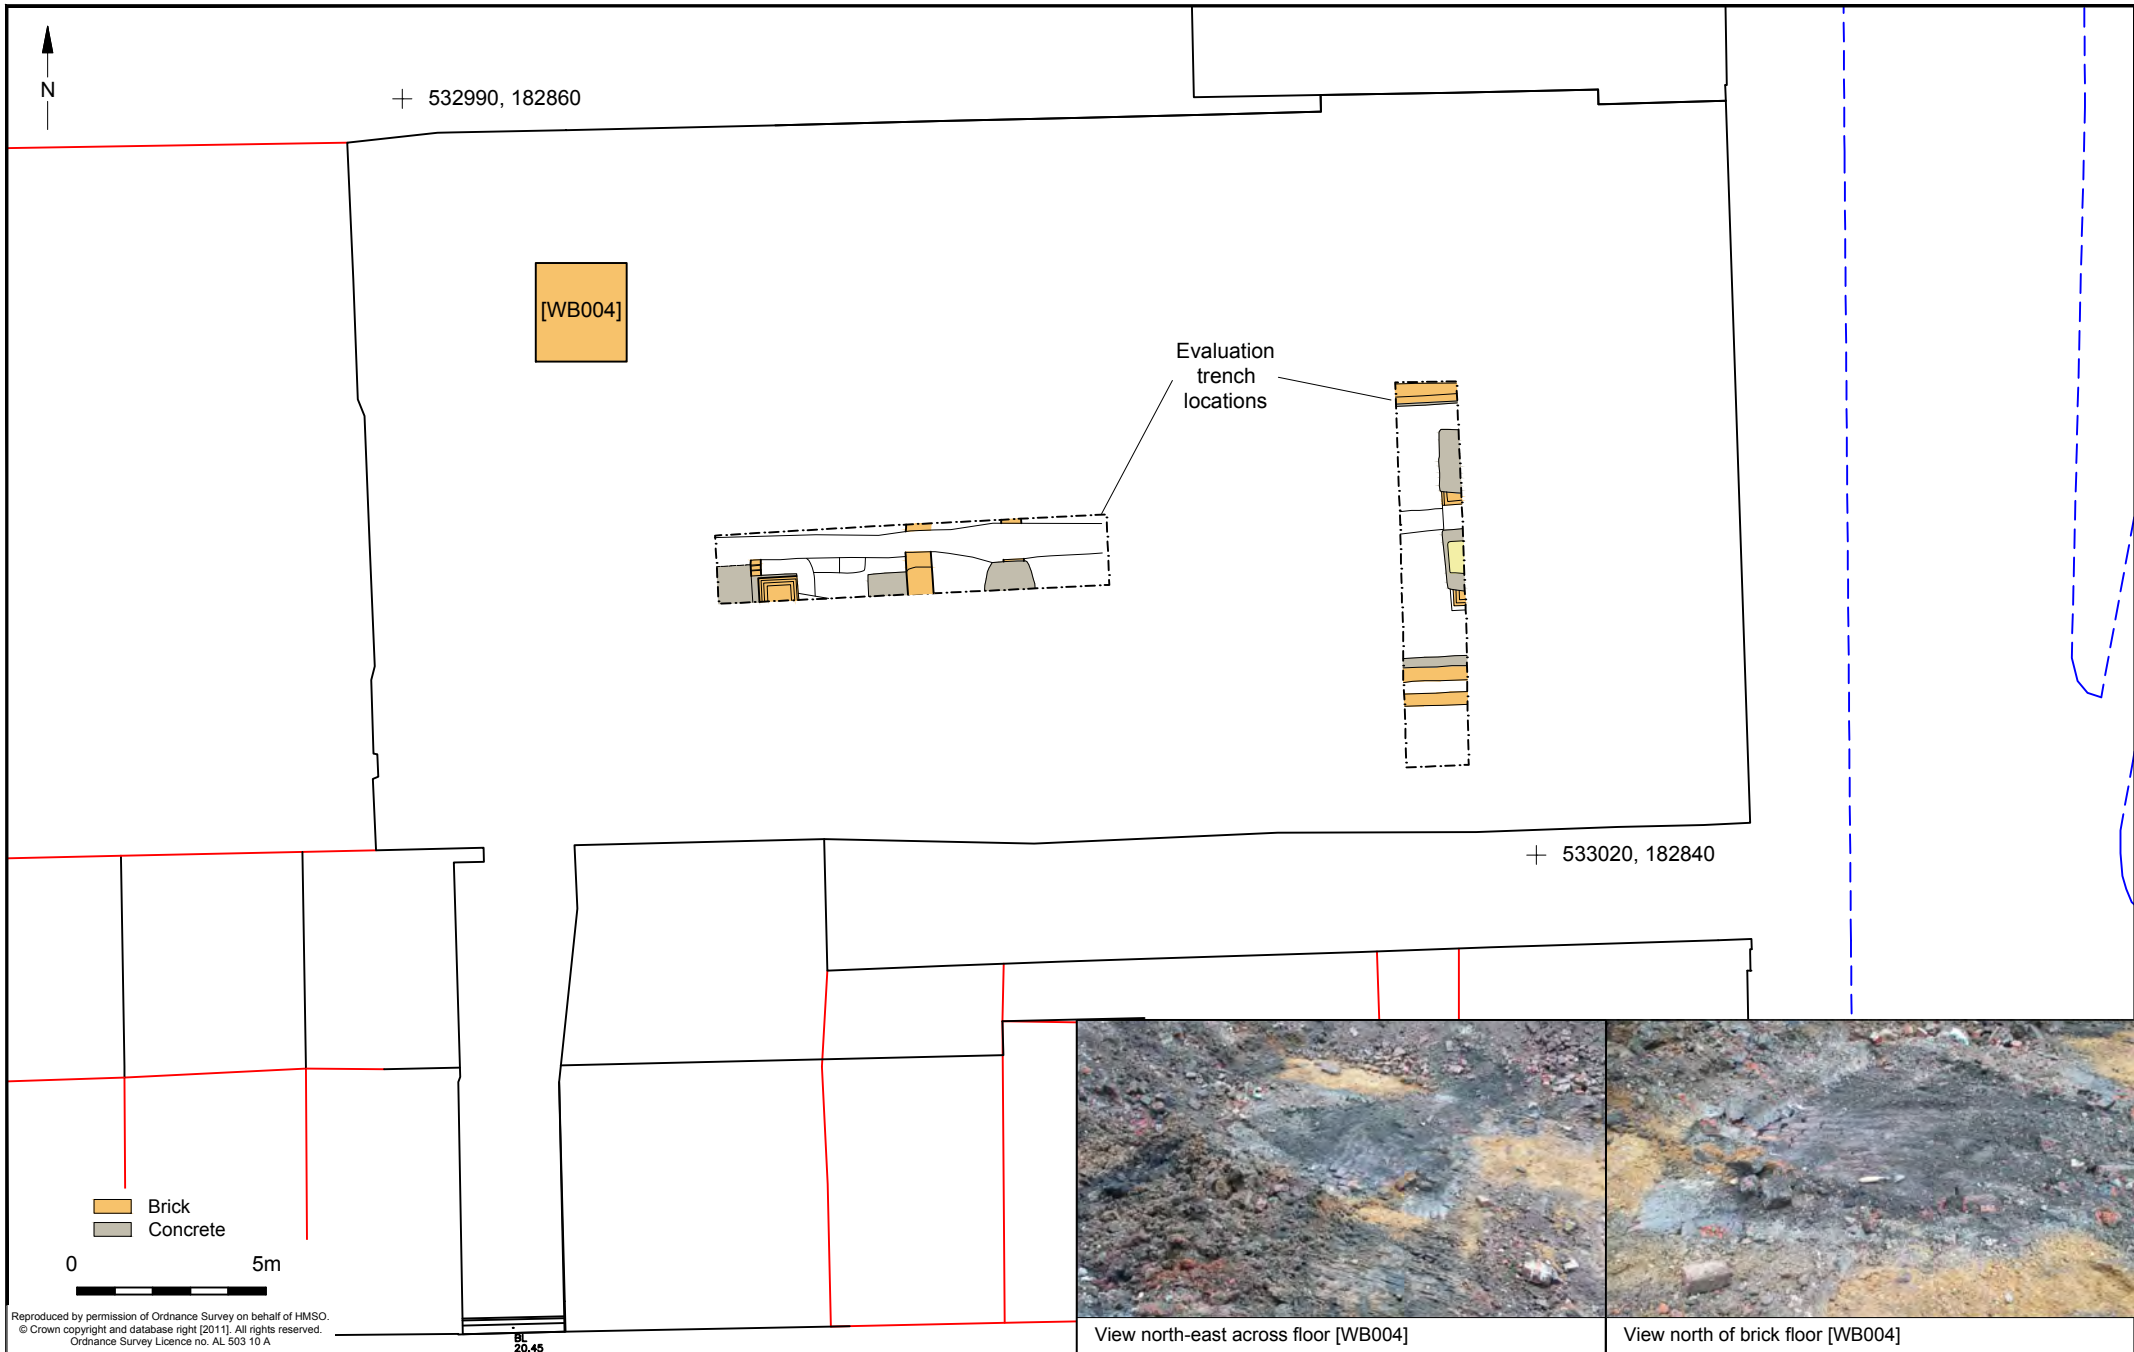 N
532990, 182860
[WB004]
Evaluation
trench
locations
533020, 182840
Brick
Concrete
0 5m
Reproduced by permission of Ordnance Survey on behalf of HMSO.
© Crown copyright and database right [2011]. All rights reserved.
Ordnance Survey Licence no. AL 503 10 A
BL
20.45
View north-east across floor [WB004]
View north of brick floor [WB004]